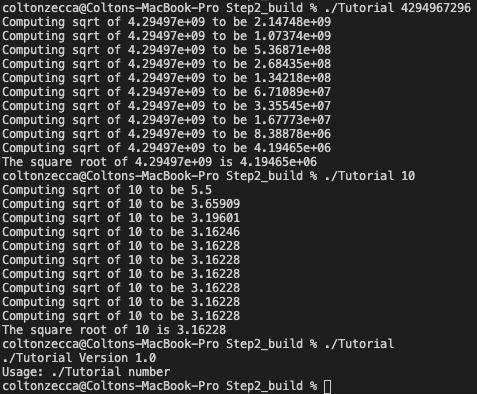 coltonzecca@Coltons-MacBook-Pro Step2_build % ./Tutorial 4294967296
Computing sqrt of 4.29497e+09 to be 2.14748e+09
Computing sqrt of 4.29497e+09 to be 1.07374e+09
Computing sqrt of 4.29497e+09 to be 5.36871e+08
Computing sqrt of 4.29497e+09 to be 2.68435e+08
Computing sqrt of 4.29497e+09 to be 1.34218e+08
Computing sqrt of 4.29497e+09 to be 6.71089e+07
Computing sqrt of 4.29497e+09 to be 3.35545e+07
Computing sqrt of 4.29497e+09 to be 1.67773e+07
Computing sqrt of 4.29497e+09 to be 8.38878e+06
Computing sqrt of 4.29497e+09 to be 4.19465e+06
The square root of 4.29497e+09 is 4.19465e+06
coltonzecca@Coltons-MacBook-Pro Step2_build % ./Tutorial 10
Computing sqrt of 10 to be 5.5
Computing sqrt of 10 to be 3.65909
Computing sqrt of 10 to be 3.19601
Computing sqrt of 10 to be 3.16246
Computing sqrt of 10 to be 3.16228
Computing sqrt of 10 to be 3.16228
Computing sqrt of 10 to be 3.16228
Computing sqrt of 10 to be 3.16228
Computing sqrt of 10 to be 3.16228
Computing sqrt of 10 to be 3.16228
The square root of 10 is 3.16228
coltonzecca@Coltons-MacBook-Pro Step2_build % ./Tutorial
./Tutorial Version 1.0
Usage: ./Tutorial number
coltonzecca@Coltons-MacBook-Pro Step2_build %